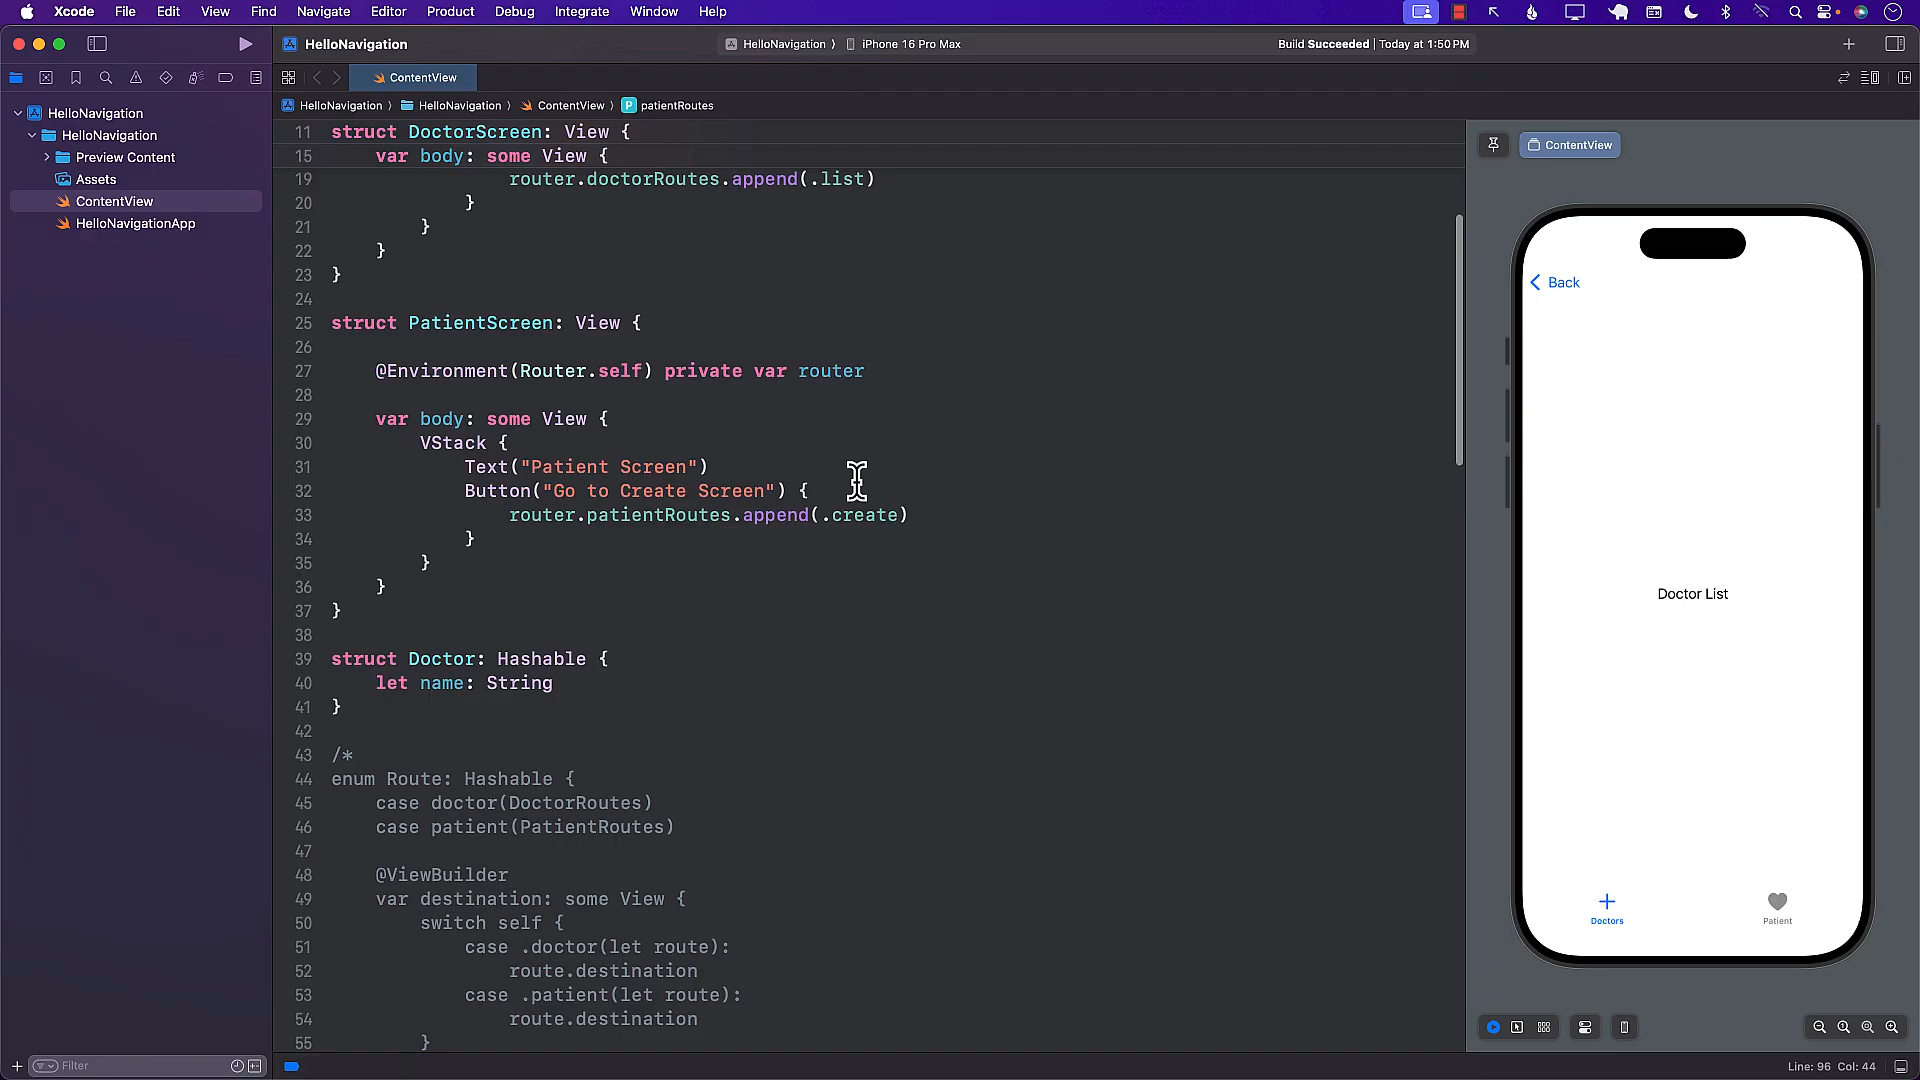 Xcode File Edit View Find Navigate Editor Product Debug Integrate Window Help
HelloNavigation
HelloNavigation ⟩ iPhone 16 Pro Max
Build Succeeded | Today at 1:50 PM
ContentView
HelloNavigation ⟩ HelloNavigation ⟩ ContentView ⟩ P patientRoutes
HelloNavigation
HelloNavigation
Preview Content
Assets
ContentView
HelloNavigationApp
Filter
11 struct DoctorScreen: View {
15     var body: some View {
19                 router.doctorRoutes.append(.list)
20             }
21         }
22     }
23 }
24
25 struct PatientScreen: View {
26
27     @Environment(Router.self) private var router
28
29     var body: some View {
30         VStack {
31             Text("Patient Screen")
32             Button("Go to Create Screen") {
33                 router.patientRoutes.append(.create)
34             }
35         }
36     }
37 }
38
39 struct Doctor: Hashable {
40     let name: String
41 }
42
43 /*
44 enum Route: Hashable {
45     case doctor(DoctorRoutes)
46     case patient(PatientRoutes)
47
48     @ViewBuilder
49     var destination: some View {
50         switch self {
51             case .doctor(let route):
52                 route.destination
53             case .patient(let route):
54                 route.destination
55         }
ContentView
Back
Doctor List
Doctors
Patient
Line: 96 Col: 44